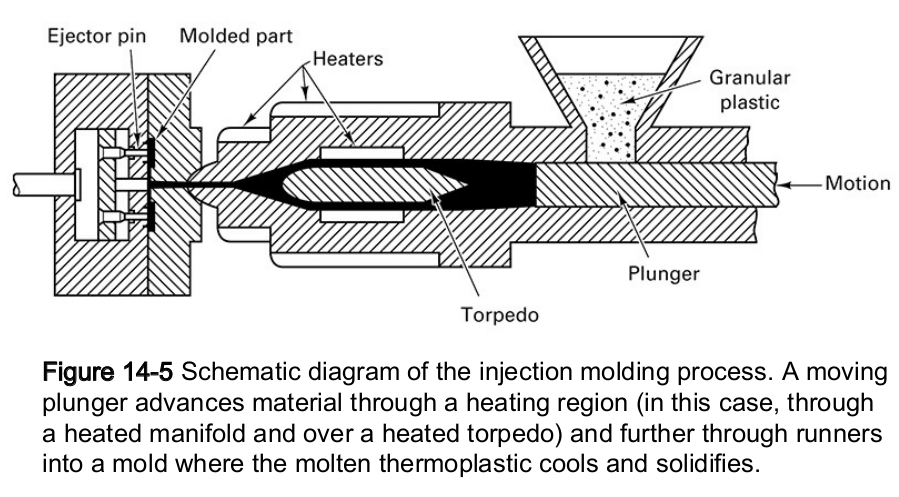 Ejector pin
Molded part
Heaters
Granular
plastic
Motion
Plunger
Torpedo
Figure 14-5 Schematic diagram of the injection molding process. A moving
plunger advances material through a heating region (in this case, through
a heated manifold and over a heated torpedo) and further through runners
into a mold where the molten thermoplastic cools and solidifies.